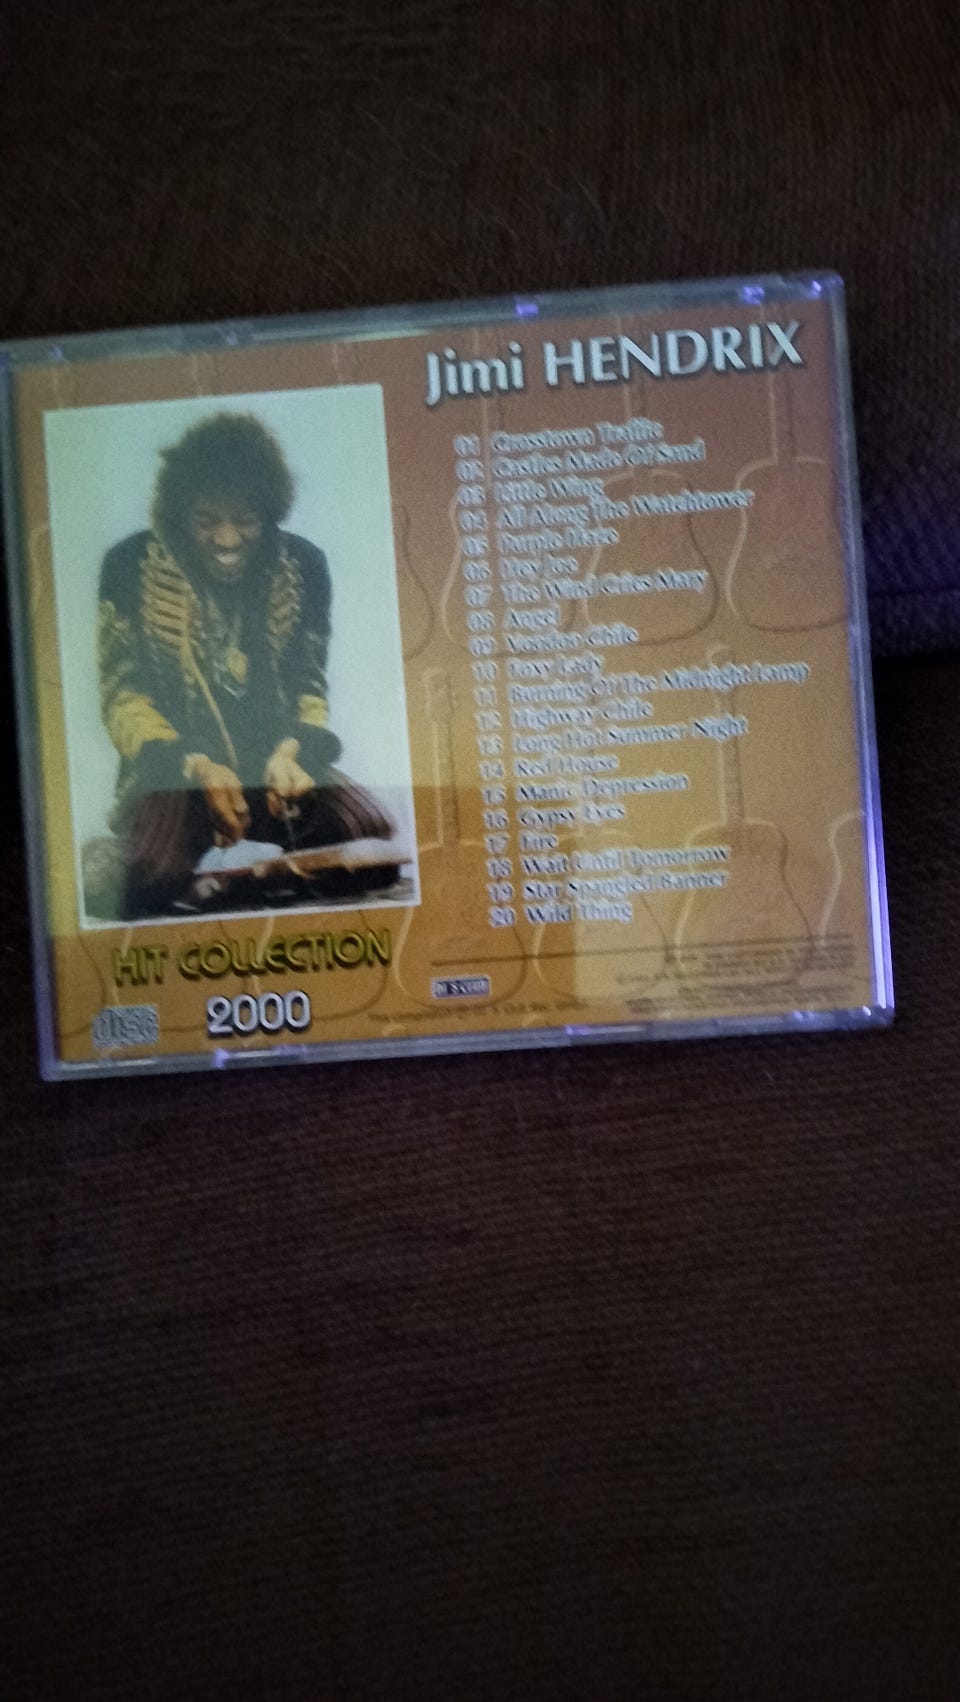 Jimi HENDRIX
01 Crosstown Traffic
02 Castles Made Of Sand
03 Little Wing
04 All Along The Watchtower
05 Purple Haze
06 Hey Joe
07 The Wind Cries Mary
08 Angel
09 Voodoo Chile
10 Foxy Lady
11 Burning Of The Midnight Lamp
12 Highway Chile
13 Long Hot Summer Night
14 Red House
15 Manic Depression
16 Gypsy Eyes
17 Fire
18 Wait Until Tomorrow
19 Star Spangled Banner
20 Wild Thing
HIT COLLECTION
2000
disc